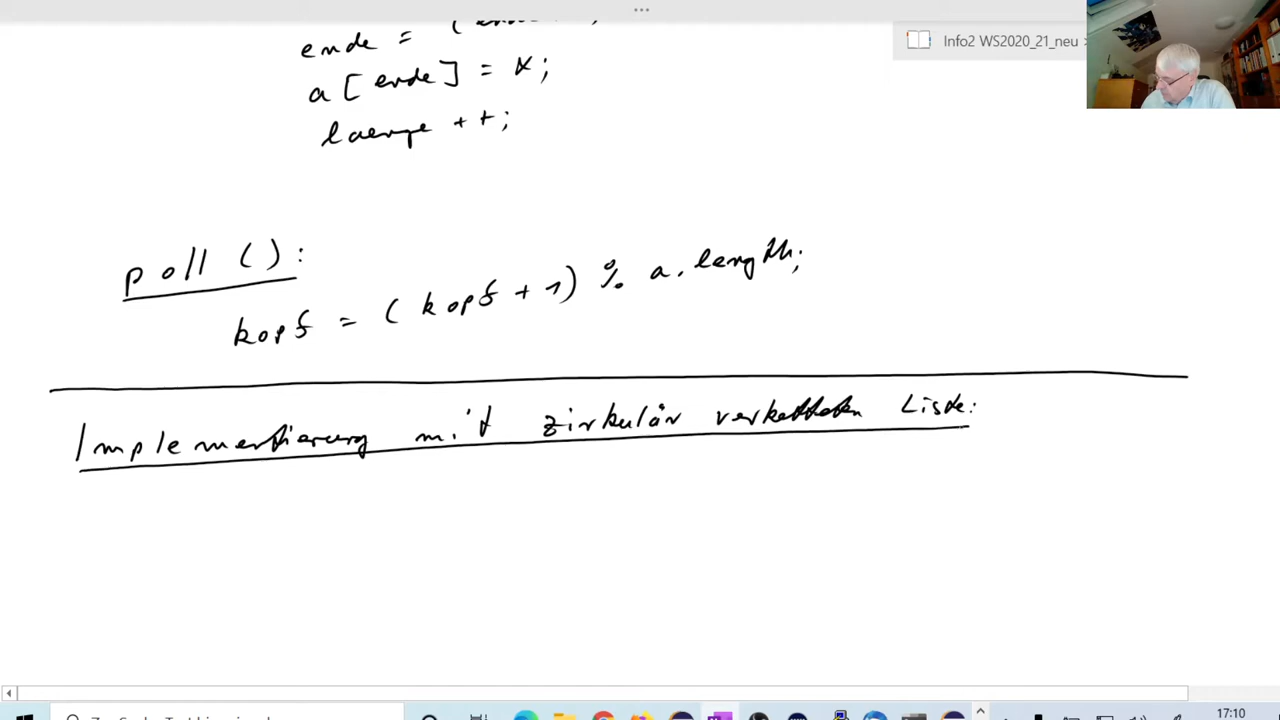 ende = (
Info2 WS2020_21_neu >
a[ende] = x;
laenge ++;
poll ():
kopf = (kopf + 1) % a.length;
Implementierung mit zirkulär verketteten Liste:
17:10